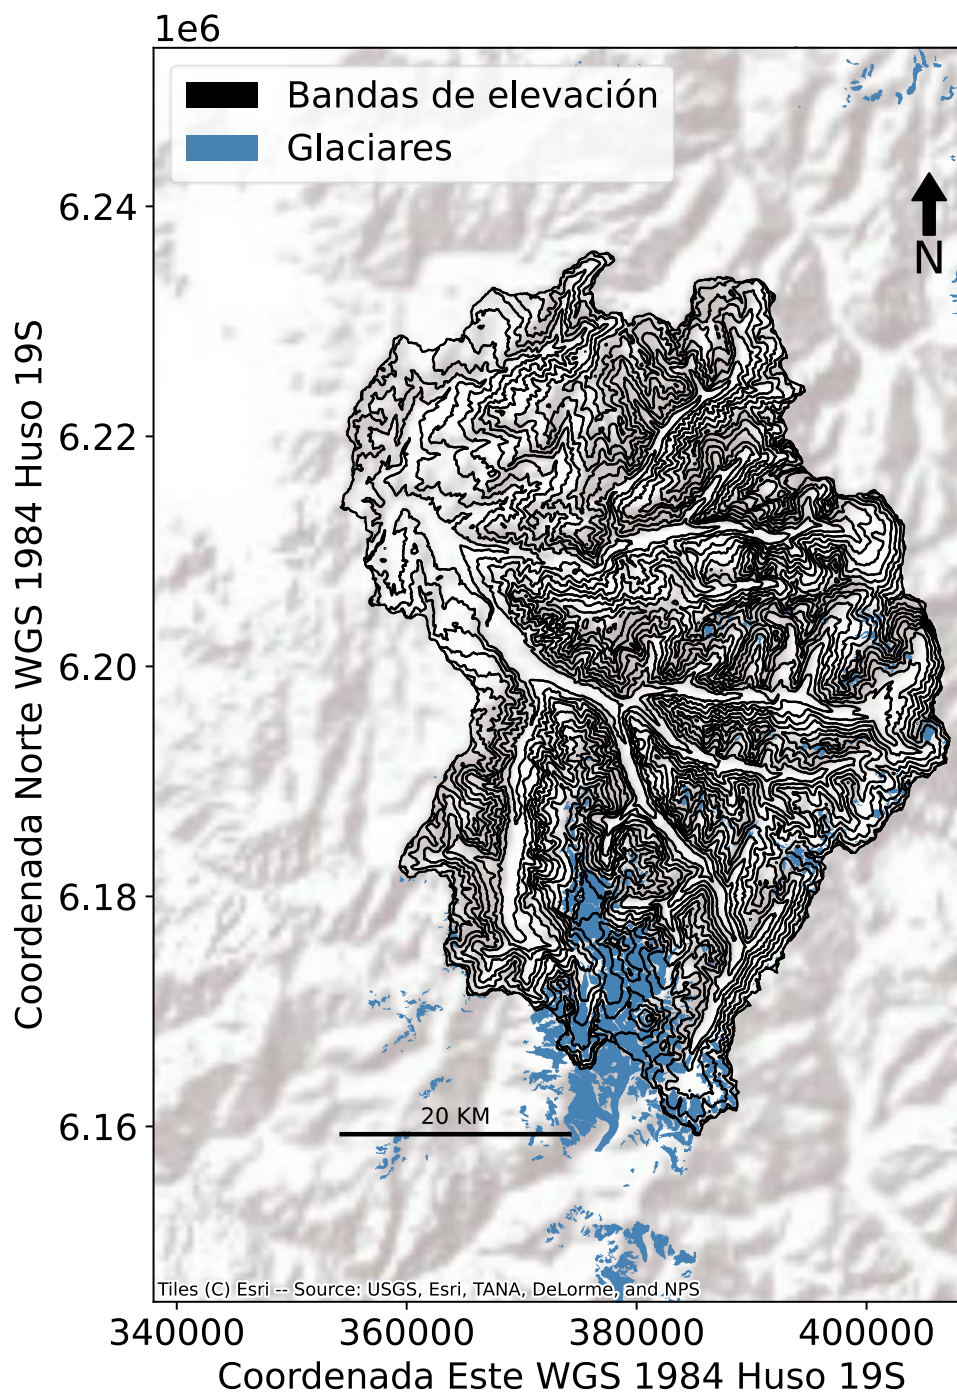 1e6
Bandas de elevación
Glaciares
6.24
N
6.22
Coordenada Norte WGS 1984 Huso 19S
6.20
6.18
6.16
20 KM
Tiles (C) Esri -- Source: USGS, Esri, TANA, DeLorme, and NPS
340000 360000 380000 400000
Coordenada Este WGS 1984 Huso 19S